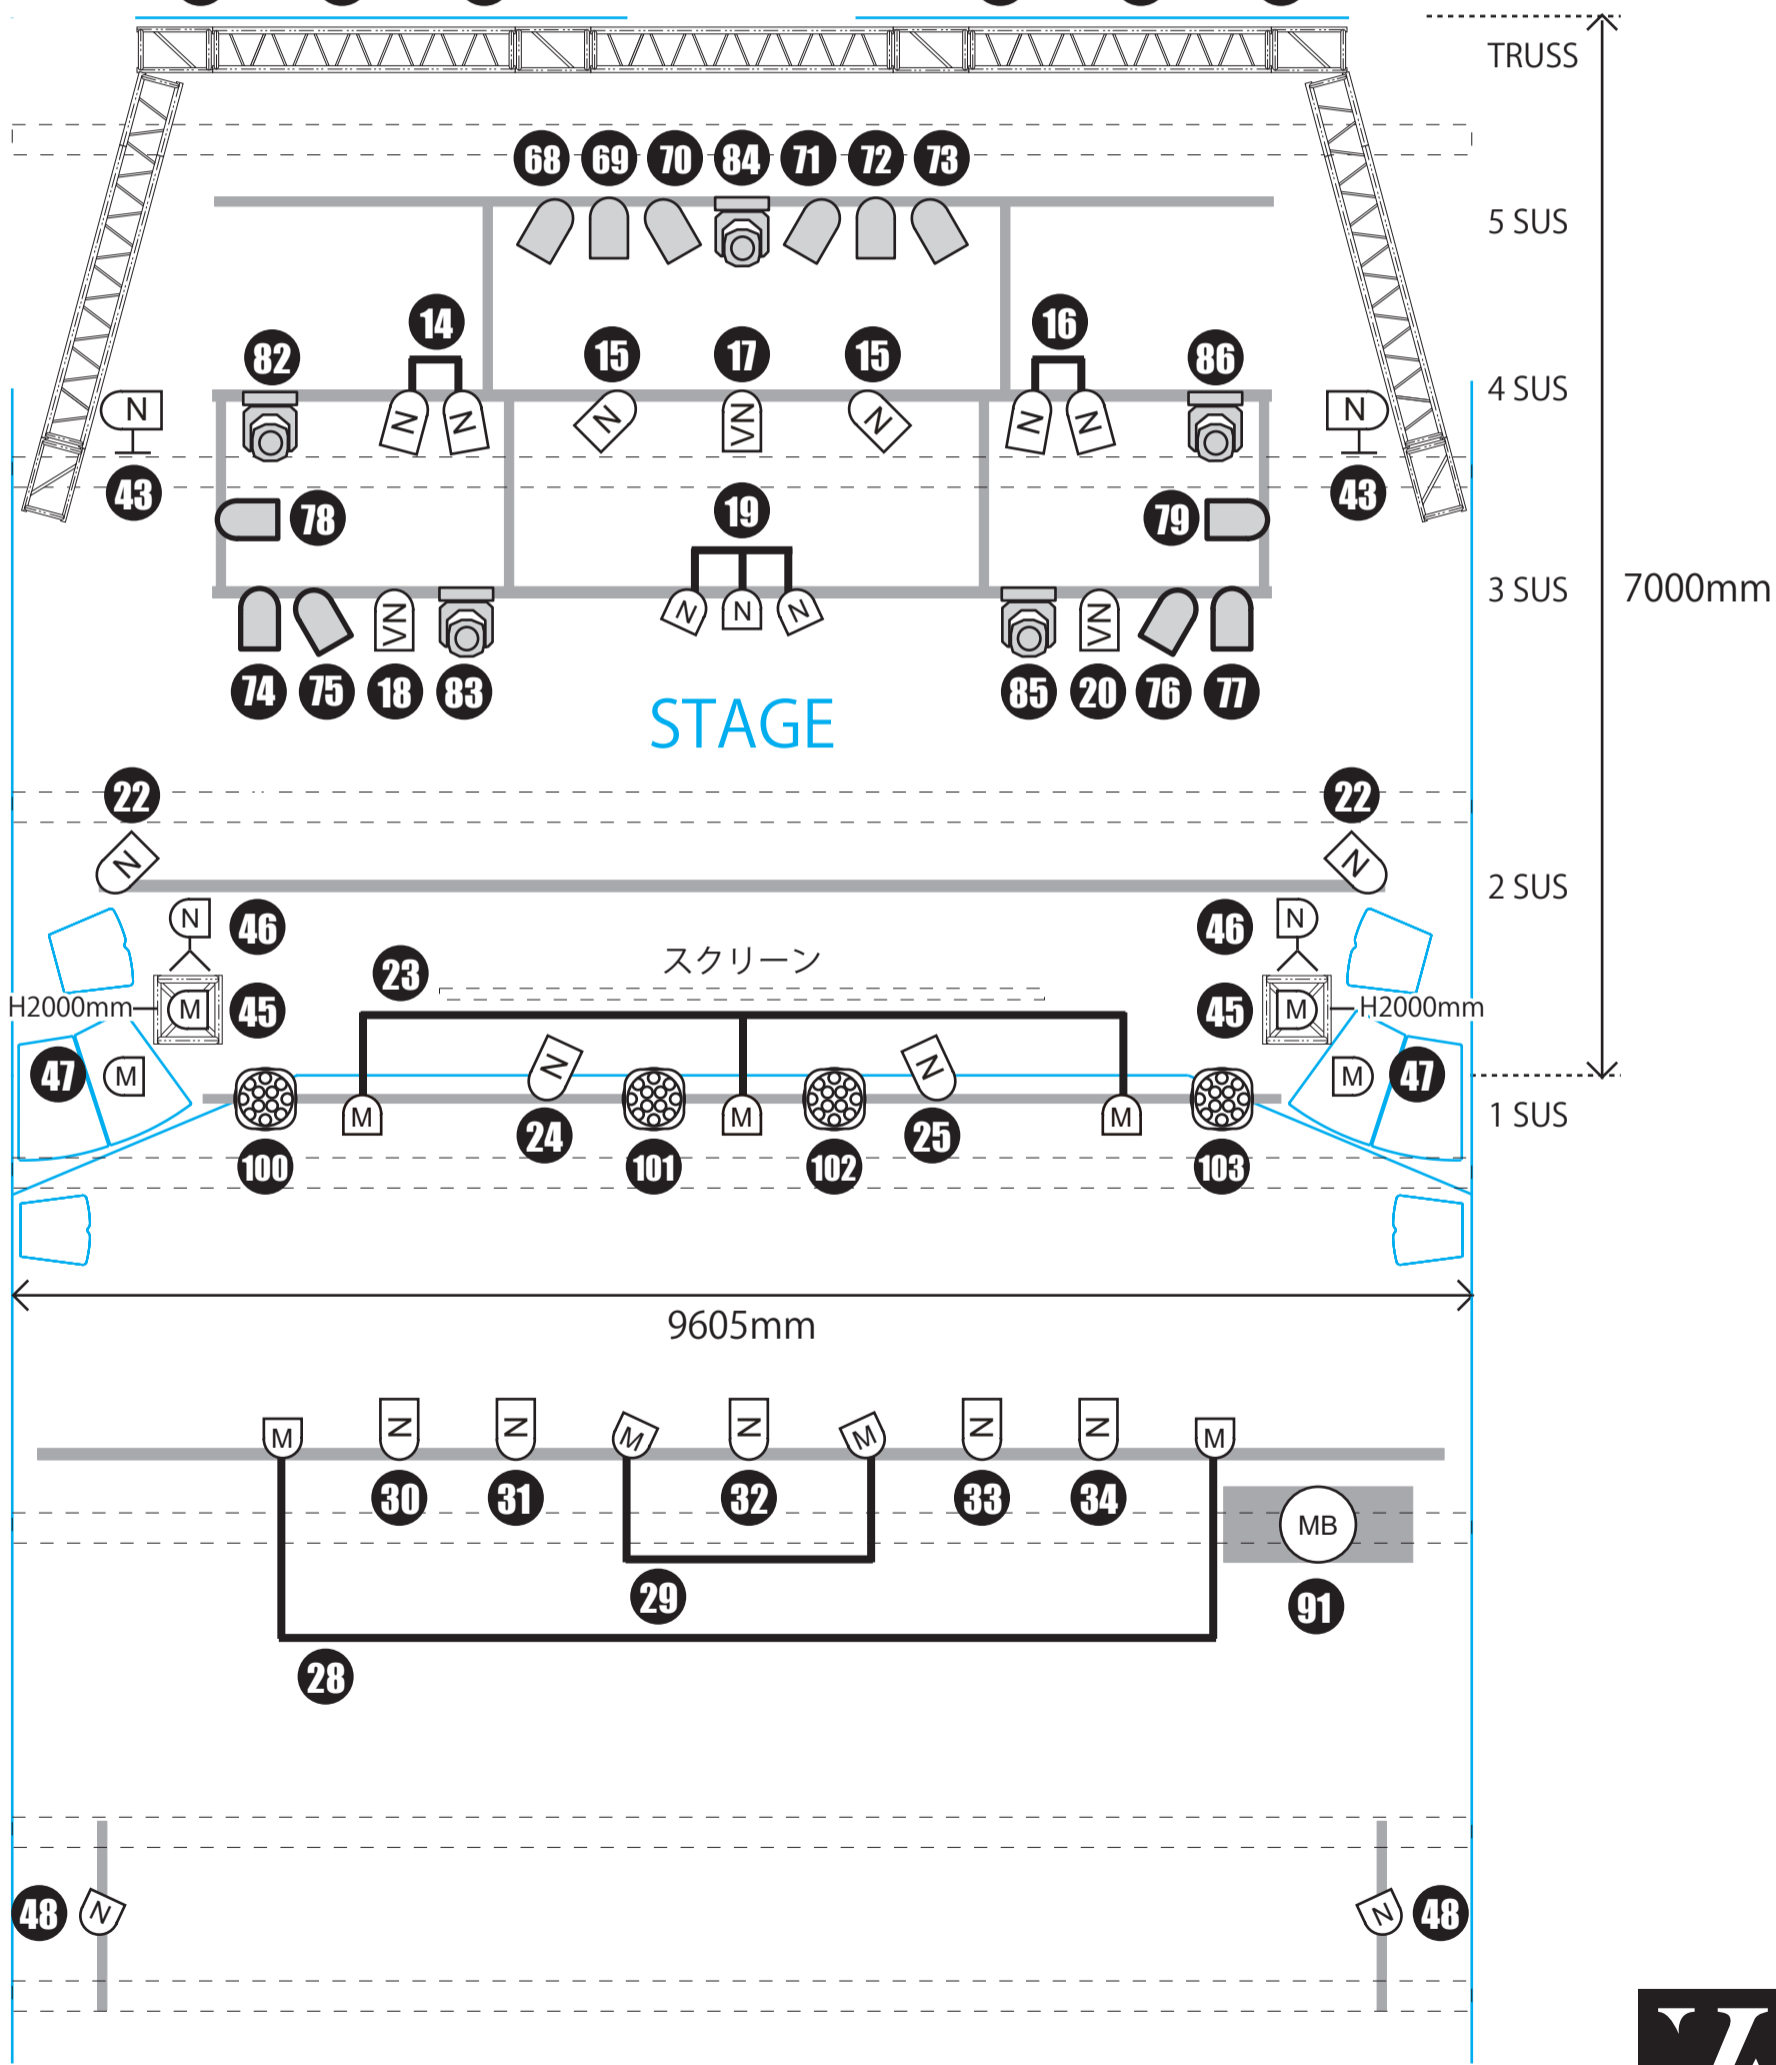 TRUSS
68 69 70 84 71 72 73
5 SUS
14 16
82 15 17 15 86
4 SUS
N N N N VN N N N N
43 43
78 19 79
3 SUS 7000mm
N N N
VN VN
74 75 18 83 85 20 76 77
STAGE
22 22
N N
2 SUS
N 46 46 N
23 スクリーン
H2000mm M 45 45 M H2000mm
47 M N N M 47
M M M
1 SUS
24 25
100 101 102 103
9605mm
M N N M N M N N M
30 31 32 33 34
MB
29 91
28
48 N N 48